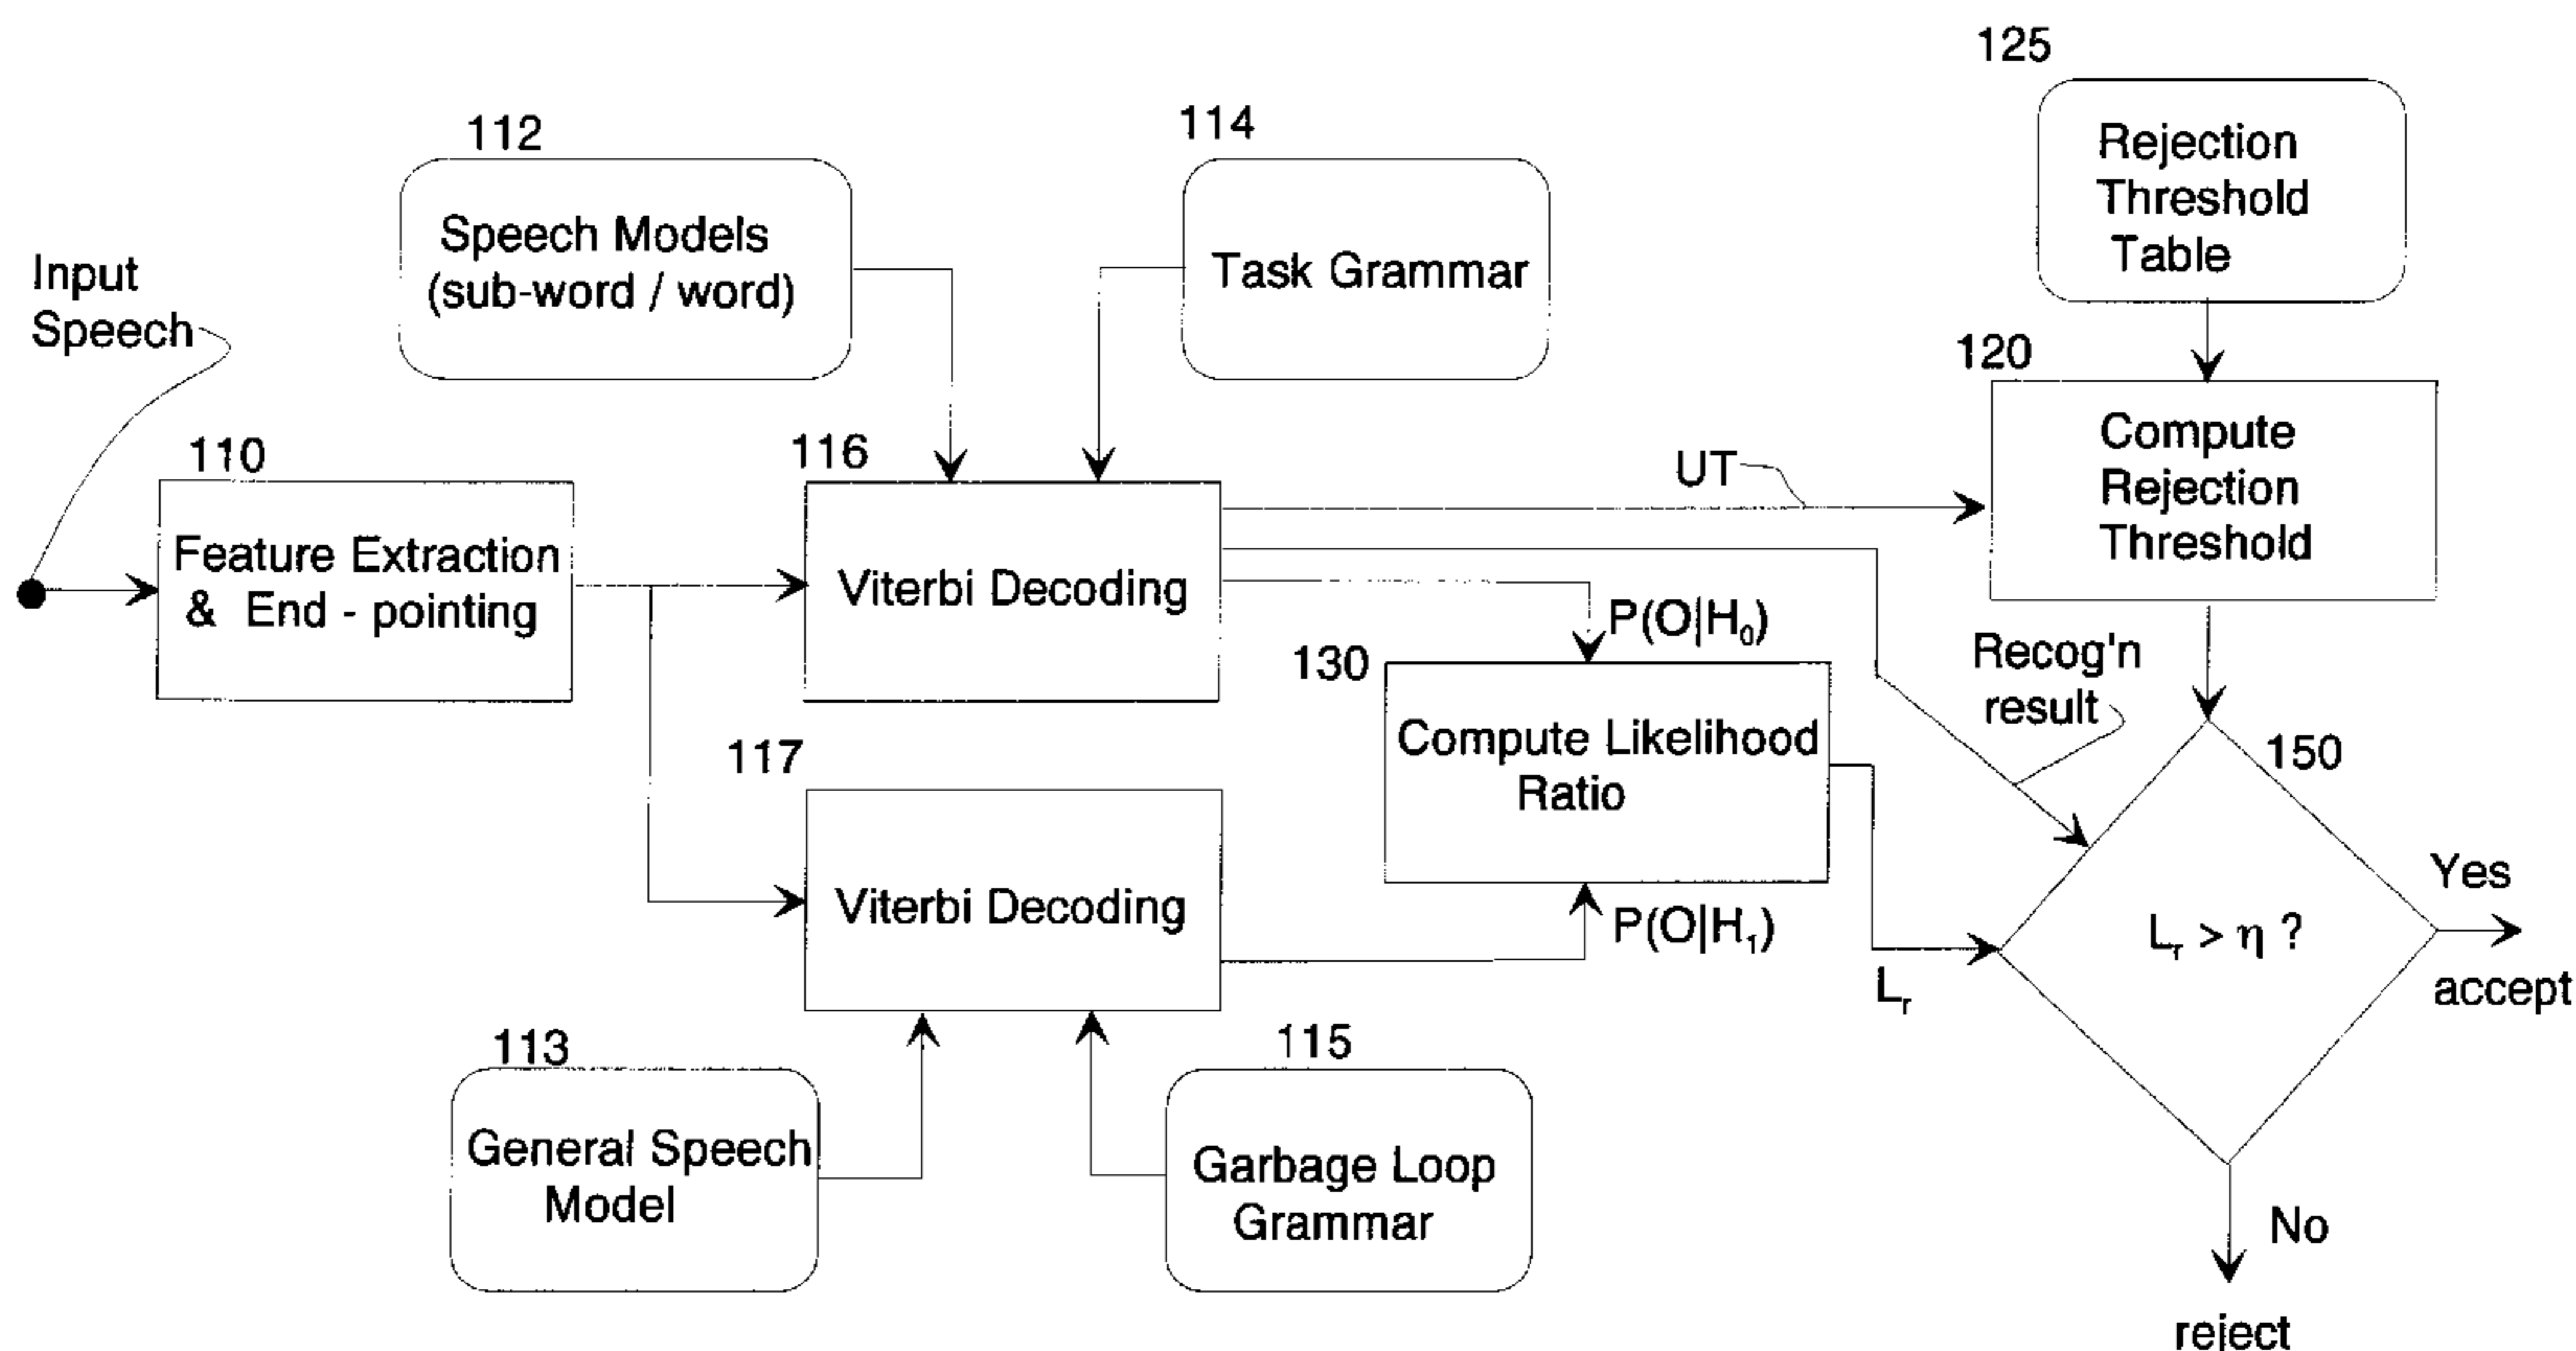 125
Rejection
Threshold
Table
112
Speech Models
(sub-word / word)
114
Task Grammar
Input
Speech
120
Compute
Rejection
Threshold
110
Feature Extraction
& End - pointing
116
Viterbi Decoding
UT
P(O|H₀)
130
Compute Likelihood
Ratio
Recog'n
result
117
Viterbi Decoding
P(O|H₁)
Lᵣ
150
Lᵣ > η ?
Yes
accept
113
General Speech
Model
115
Garbage Loop
Grammar
No
reject